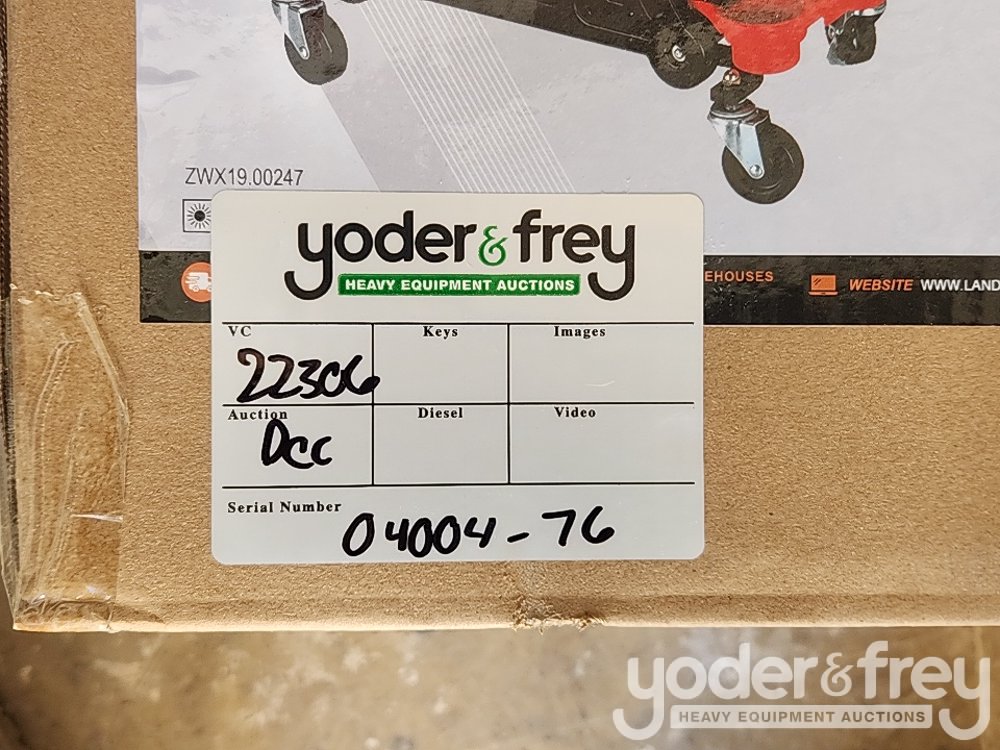 ZWX19.00247
yoder & frey
HEAVY EQUIPMENT AUCTIONS
EHOUSES
WEBSITE WWW.LAND
VC Keys Images
22306
Auction Diesel Video
Dcc
Serial Number
04004-76
yoder & frey
HEAVY EQUIPMENT AUCTIONS